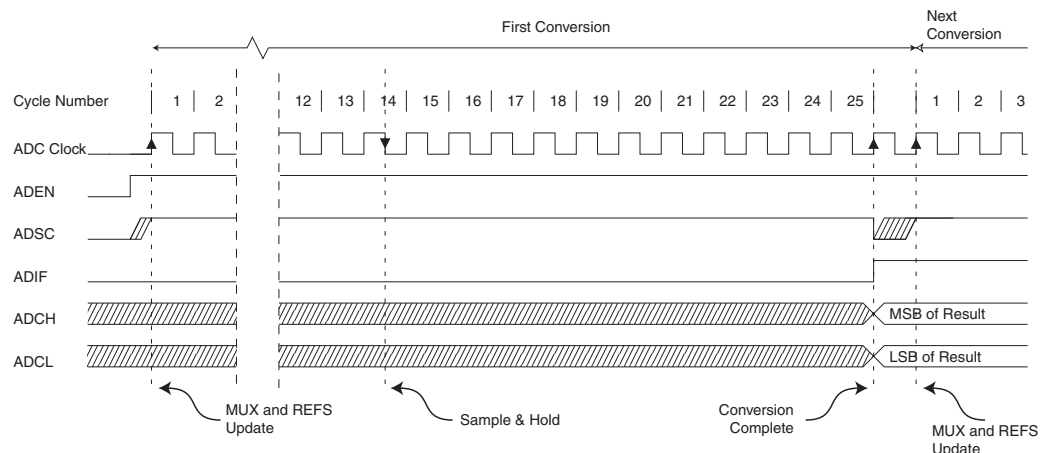 First Conversion
Next
Conversion
Cycle Number 1 2 12 13 14 15 16 17 18 19 20 21 22 23 24 25 1 2 3
ADC Clock
ADEN
ADSC
ADIF
ADCH
MSB of Result
ADCL
LSB of Result
MUX and REFS
Update
Sample & Hold
Conversion
Complete
MUX and REFS
Update